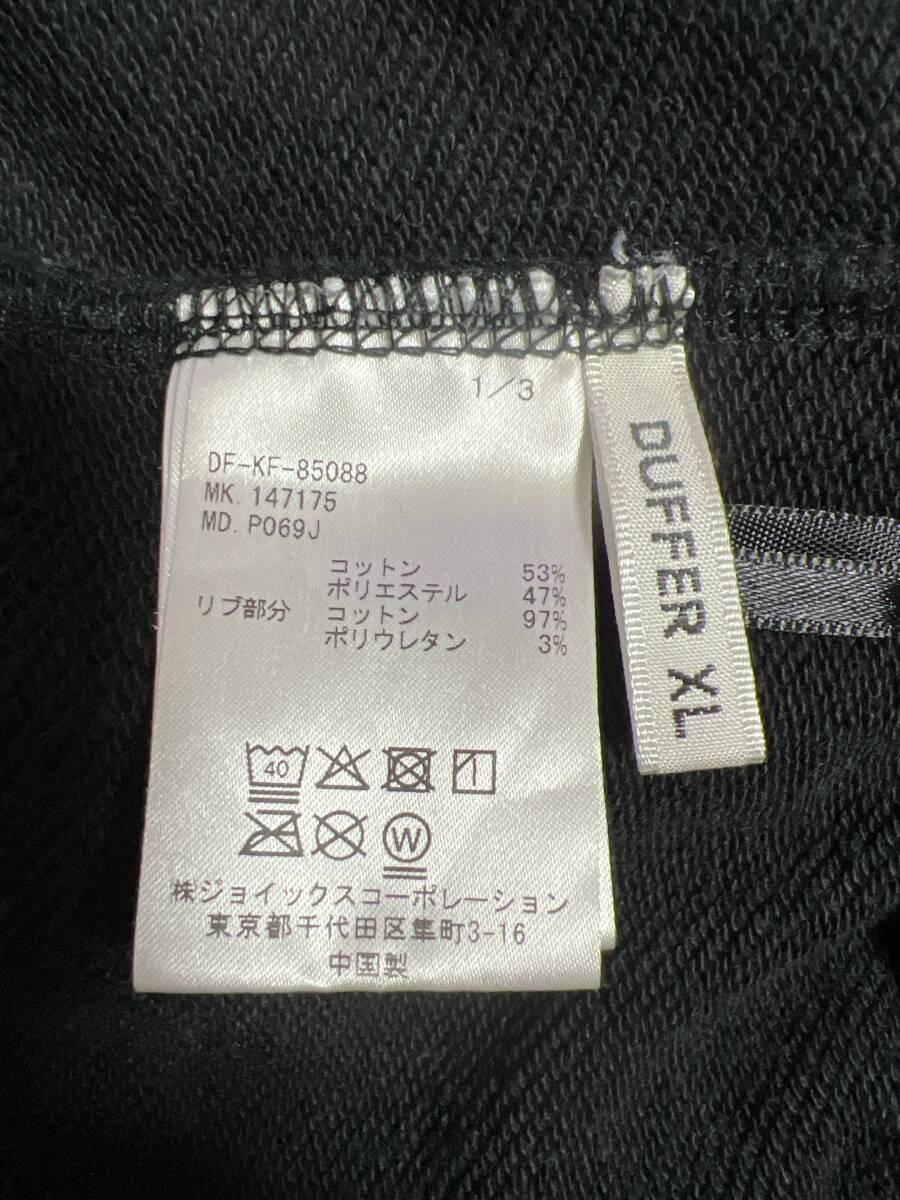 1/3
DF-KF-85088
MK. 147175
MD. P069J
コットン 53%
ポリエステル 47%
リブ部分 コットン 97%
ポリウレタン 3%
40
W
株ジョイックスコーポレーション
東京都千代田区隼町3-16
中国製
DUFFER XL